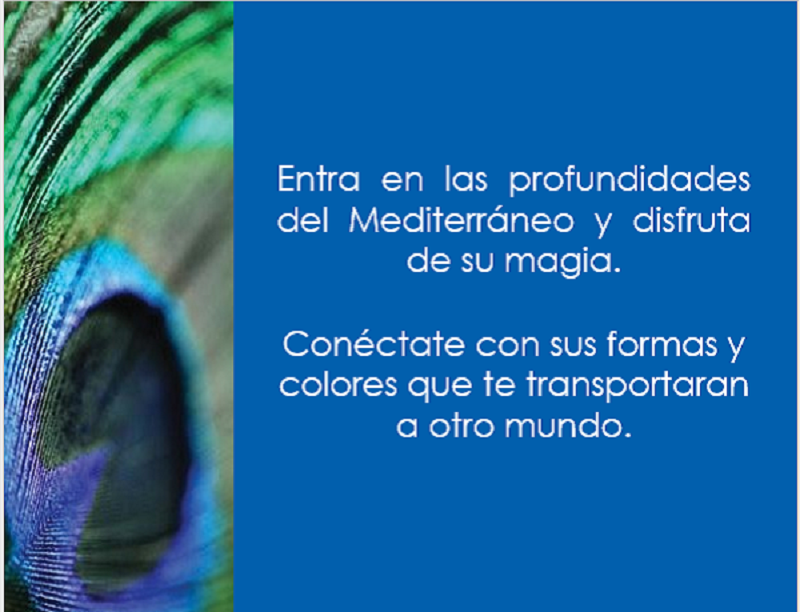 Entra en las profundidades
del Mediterráneo y disfruta
de su magia.
Conéctate con sus formas y
colores que te transportaran
a otro mundo.